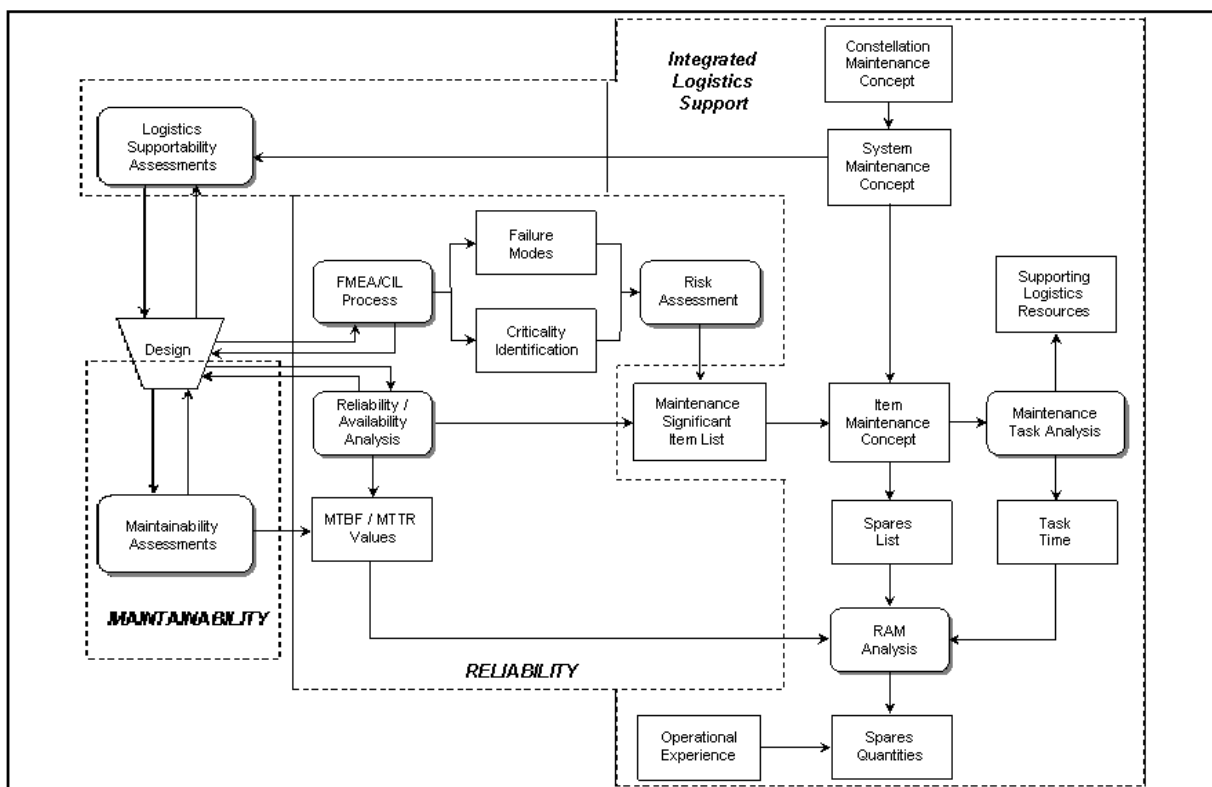 Integrated
Logistics
Support
Constellation
Maintenance
Concept
Logistics
Supportability
Assessments
System
Maintenance
Concept
Failure
Modes
FMEA/CIL
Process
Risk
Assessment
Supporting
Logistics
Resources
Criticality
Identification
Design
Reliability /
Availability
Analysis
Maintenance
Significant
Item List
Item
Maintenance
Concept
Maintenance
Task Analysis
Maintainability
Assessments
MTBF / MTTR
Values
Spares
List
Task
Time
MAINTAINABILITY
RAM
Analysis
RELIABILITY
Operational
Experience
Spares
Quantities